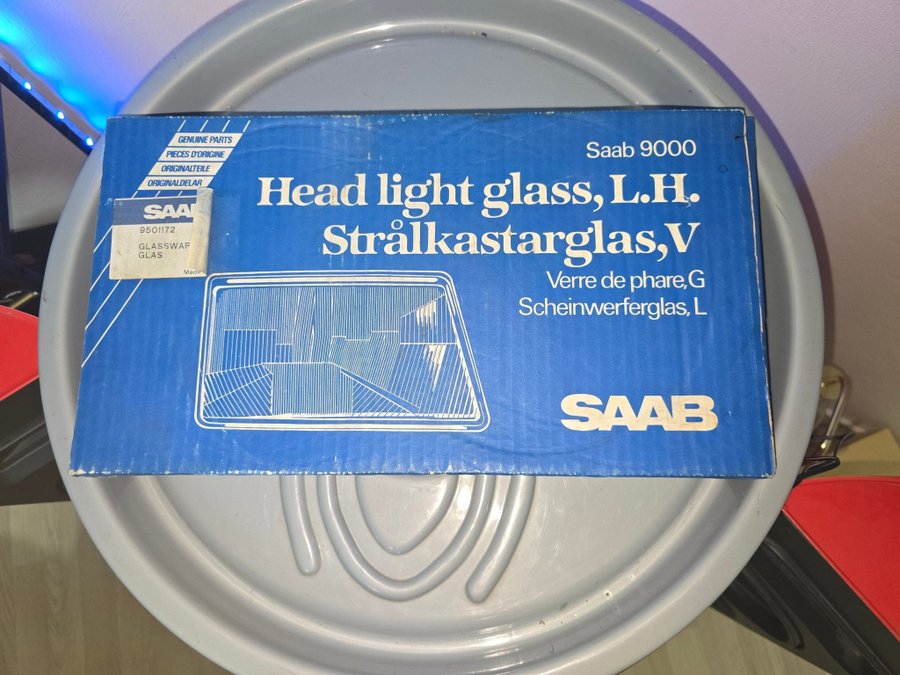 GENUINE PARTS
PIECES D'ORIGINE
ORIGINALTEILE
ORIGINALDELAR
SAAB
9501172
GLASSWAR
GLAS
Made
Saab 9000
Head light glass, L.H.
Strålkastarglas,V
Verre de phare,G
Scheinwerferglas, L
SAAB